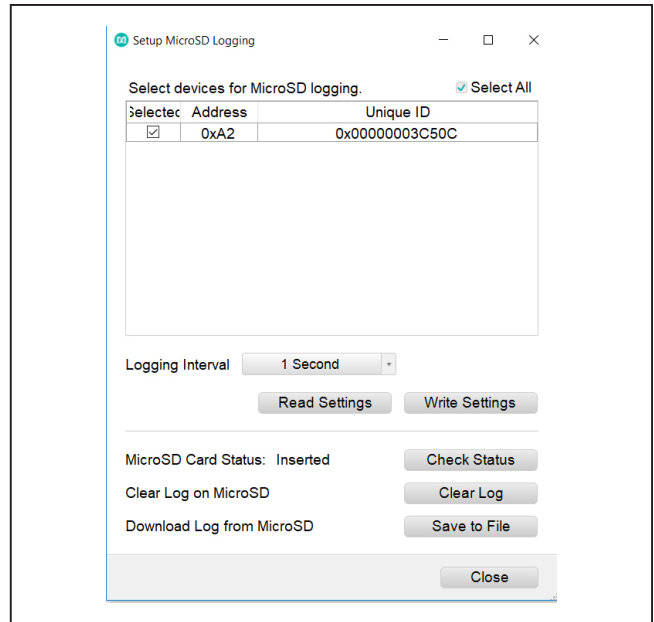 Setup MicroSD Logging
Select devices for MicroSD logging. Select All
Selected Address Unique ID
0xA2 0x00000003C50C
Logging Interval 1 Second
Read Settings Write Settings
MicroSD Card Status: Inserted Check Status
Clear Log on MicroSD Clear Log
Download Log from MicroSD Save to File
Close